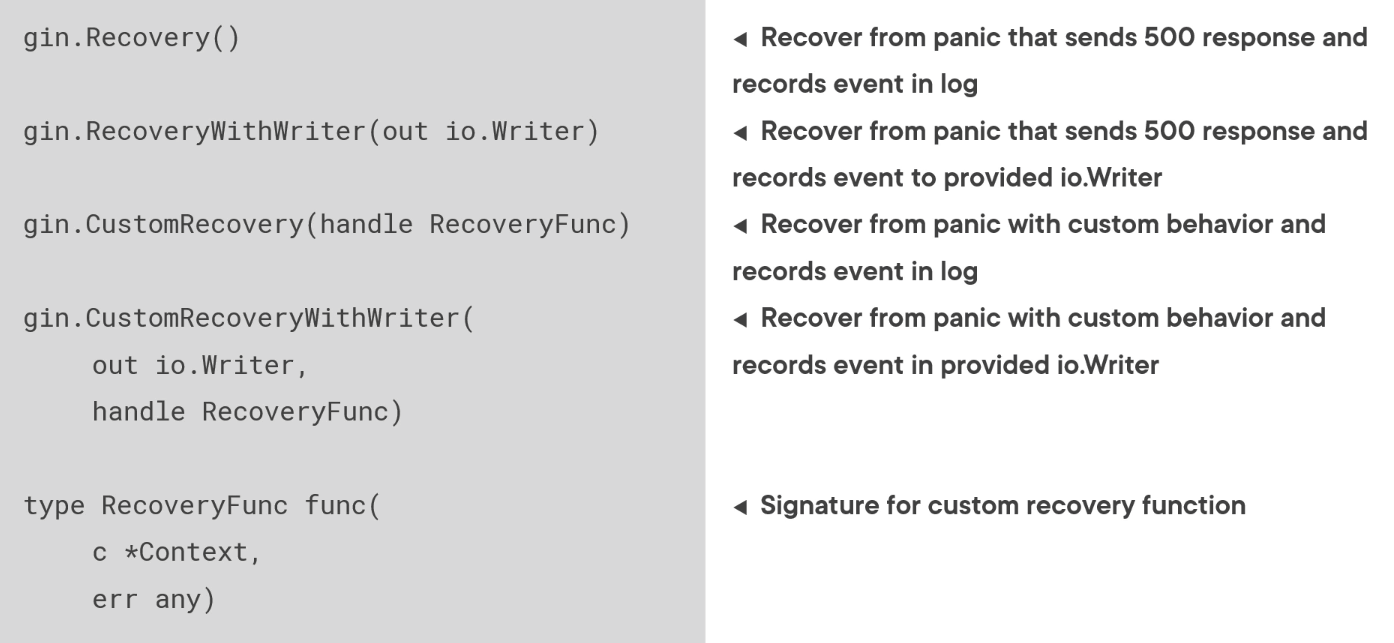 gin.Recovery()
◄ Recover from panic that sends 500 response and
records event in log
gin.RecoveryWithWriter(out io.Writer)
◄ Recover from panic that sends 500 response and
records event to provided io.Writer
gin.CustomRecovery(handle RecoveryFunc)
◄ Recover from panic with custom behavior and
records event in log
gin.CustomRecoveryWithWriter(
out io.Writer,
handle RecoveryFunc)
◄ Recover from panic with custom behavior and
records event in provided io.Writer
type RecoveryFunc func(
c *Context,
err any)
◄ Signature for custom recovery function